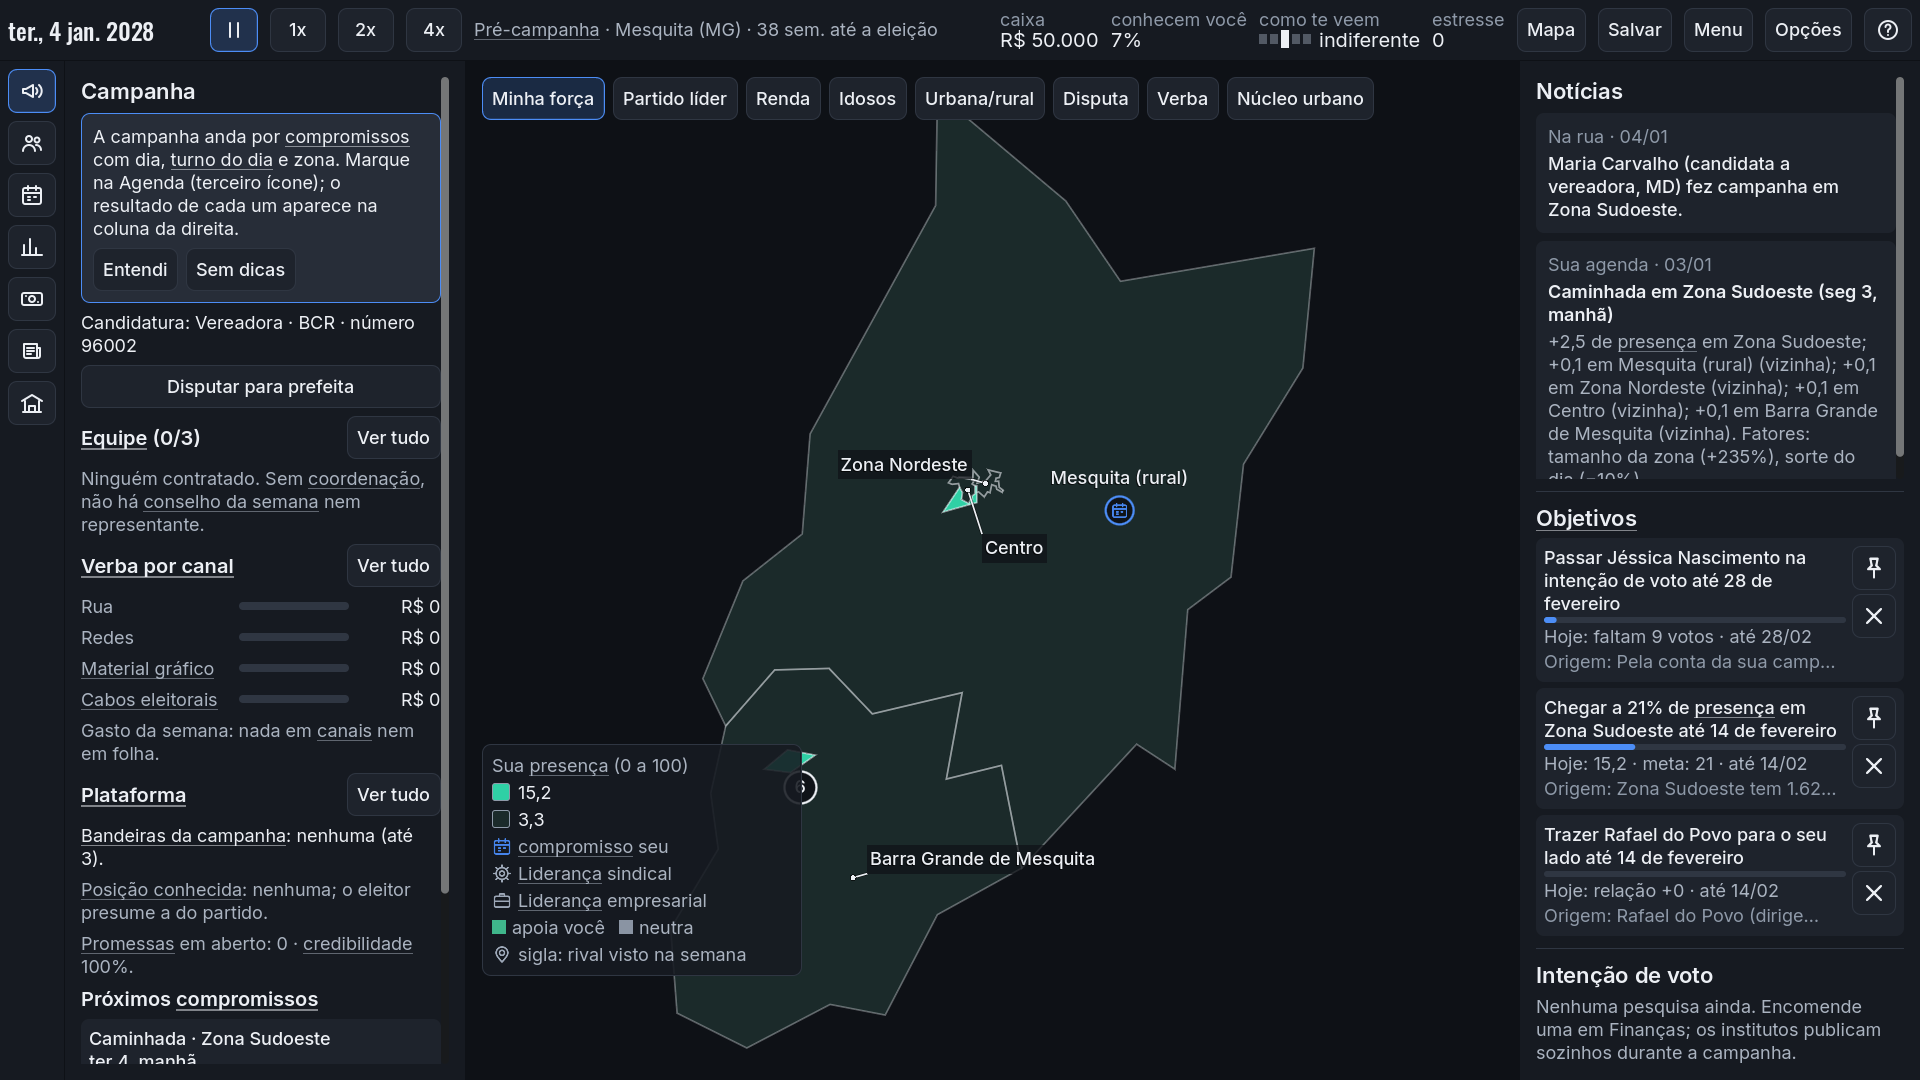 ter., 4 jan. 2028
1x
2x
4x
Pré-campanha · Mesquita (MG) · 38 sem. até a eleição
caixa
R$ 50.000
conhecem você
7%
como te veem
indiferente
estresse
0
Mapa
Salvar
Menu
Opções
Campanha
A campanha anda por compromissos
com dia, turno do dia e zona. Marque
na Agenda (terceiro ícone); o
resultado de cada um aparece na
coluna da direita.
Entendi
Sem dicas
Candidatura: Vereadora · BCR · número
96002
Disputar para prefeita
Equipe (0/3)
Ver tudo
Ninguém contratado. Sem coordenação,
não há conselho da semana nem
representante.
Verba por canal
Ver tudo
Rua R$ 0
Redes R$ 0
Material gráfico R$ 0
Cabos eleitorais R$ 0
Gasto da semana: nada em canais nem
em folha.
Plataforma
Ver tudo
Bandeiras da campanha: nenhuma (até
3).
Posição conhecida: nenhuma; o eleitor
presume a do partido.
Promessas em aberto: 0 · credibilidade
100%.
Próximos compromissos
Caminhada · Zona Sudoeste
ter 4, manhã
Minha força
Partido líder
Renda
Idosos
Urbana/rural
Disputa
Verba
Núcleo urbano
Zona Nordeste
Mesquita (rural)
Centro
Barra Grande de Mesquita
6
Sua presença (0 a 100)
15,2
3,3
compromisso seu
Liderança sindical
Liderança empresarial
apoia você
neutra
sigla: rival visto na semana
Notícias
Na rua · 04/01
Maria Carvalho (candidata a
vereadora, MD) fez campanha em
Zona Sudoeste.
Sua agenda · 03/01
Caminhada em Zona Sudoeste (seg 3,
manhã)
+2,5 de presença em Zona Sudoeste;
+0,1 em Mesquita (rural) (vizinha); +0,1
em Zona Nordeste (vizinha); +0,1 em
Centro (vizinha); +0,1 em Barra Grande
de Mesquita (vizinha). Fatores:
tamanho da zona (+235%), sorte do
dia (−10%)
Objetivos
Passar Jéssica Nascimento na
intenção de voto até 28 de
fevereiro
Hoje: faltam 9 votos · até 28/02
Origem: Pela conta da sua camp...
Chegar a 21% de presença em
Zona Sudoeste até 14 de fevereiro
Hoje: 15,2 · meta: 21 · até 14/02
Origem: Zona Sudoeste tem 1.62...
Trazer Rafael do Povo para o seu
lado até 14 de fevereiro
Hoje: relação +0 · até 14/02
Origem: Rafael do Povo (dirige...
Intenção de voto
Nenhuma pesquisa ainda. Encomende
uma em Finanças; os institutos publicam
sozinhos durante a campanha.